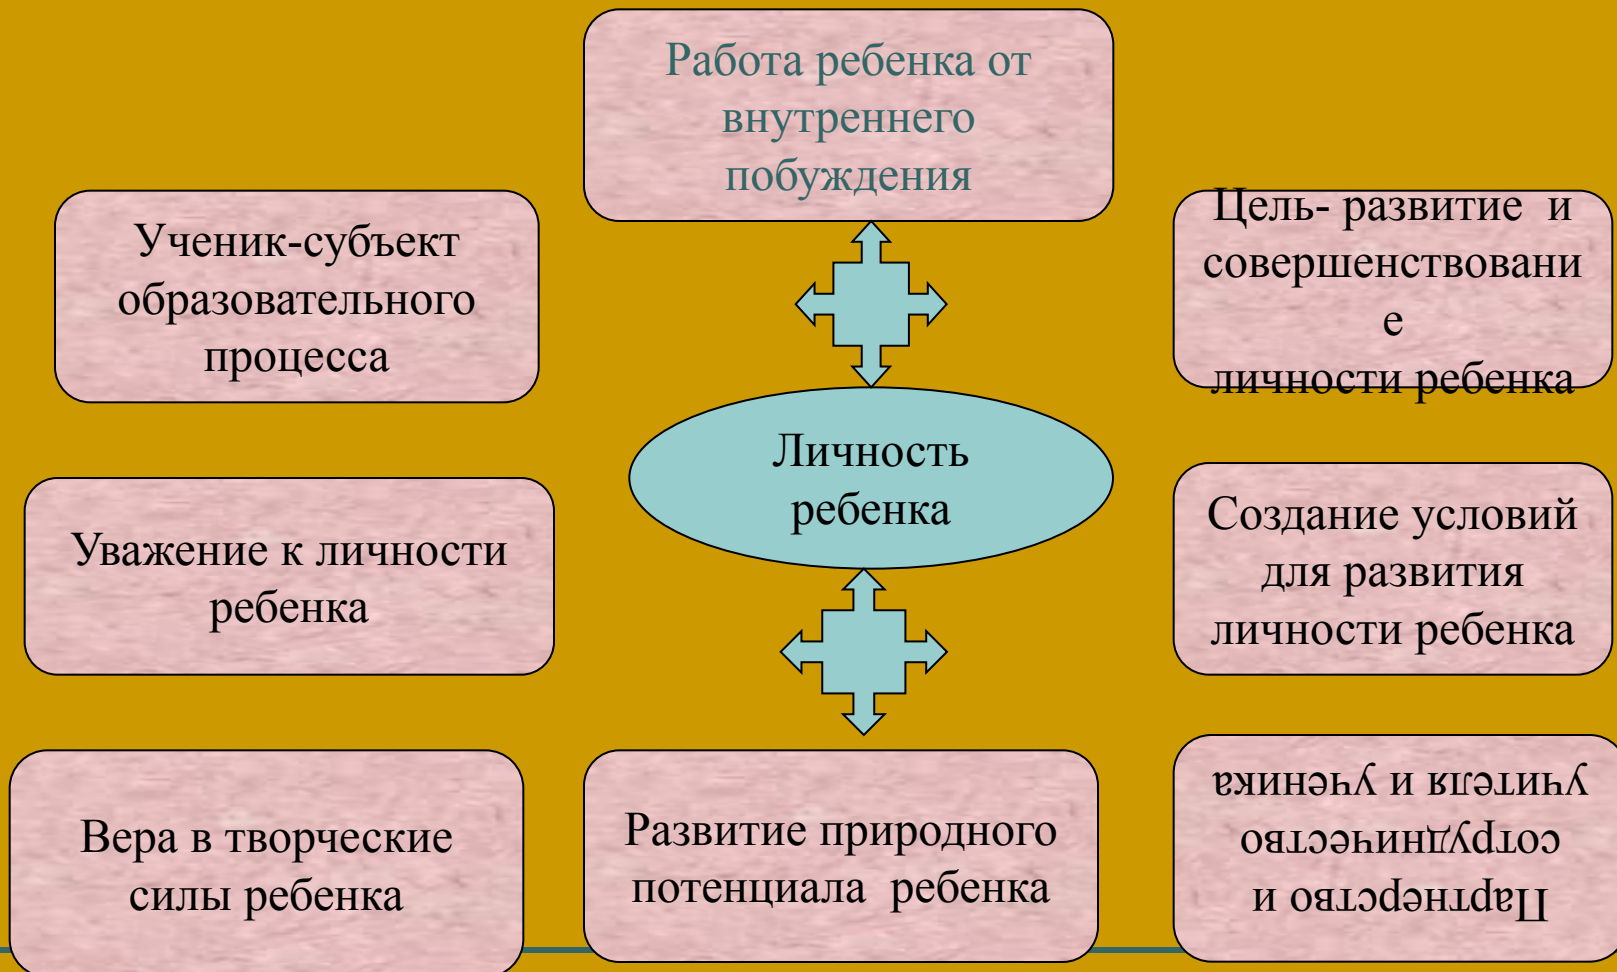 Работа ребенка от
внутреннего
побуждения
Ученик-субъект
образовательного
процесса
Цель- развитие  и
совершенствовани
е
личности ребенка
Личность
ребенка
Уважение к личности
ребенка
Создание условий
для развития
личности ребенка
Вера в творческие
силы ребенка
Развитие природного
потенциала  ребенка
Партнерство и
сотрудничество
учителя и ученика